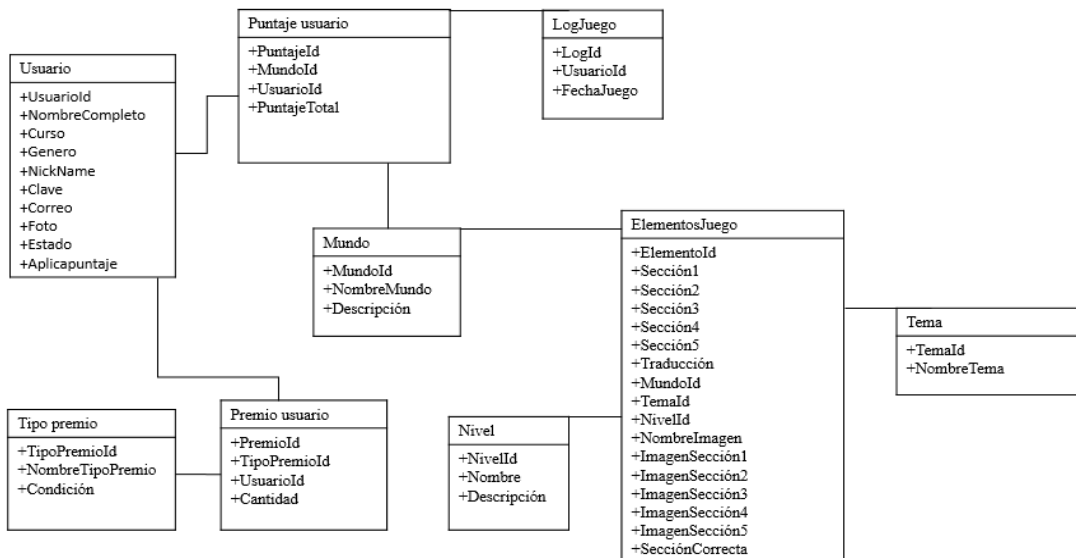 Puntaje usuario
+PuntajeId
+MundoId
+UsuarioId
+PuntajeTotal
LogJuego
+LogId
+UsuarioId
+FechaJuego
Usuario
+UsuarioId
+NombreCompleto
+Curso
+Genero
+NickName
+Clave
+Correo
+Foto
+Estado
+Aplicapuntaje
Mundo
+MundoId
+NombreMundo
+Descripción
ElementosJuego
+ElementoId
+Sección1
+Sección2
+Sección3
+Sección4
+Sección5
+Traducción
+MundoId
+TemaId
+NivelId
+NombreImagen
+ImagenSección1
+ImagenSección2
+ImagenSección3
+ImagenSección4
+ImagenSección5
+SecciónCorrecta
Tema
+TemaId
+NombreTema
Tipo premio
+TipoPremioId
+NombreTipoPremio
+Condición
Premio usuario
+PremioId
+TipoPremioId
+UsuarioId
+Cantidad
Nivel
+NivelId
+Nombre
+Descripción